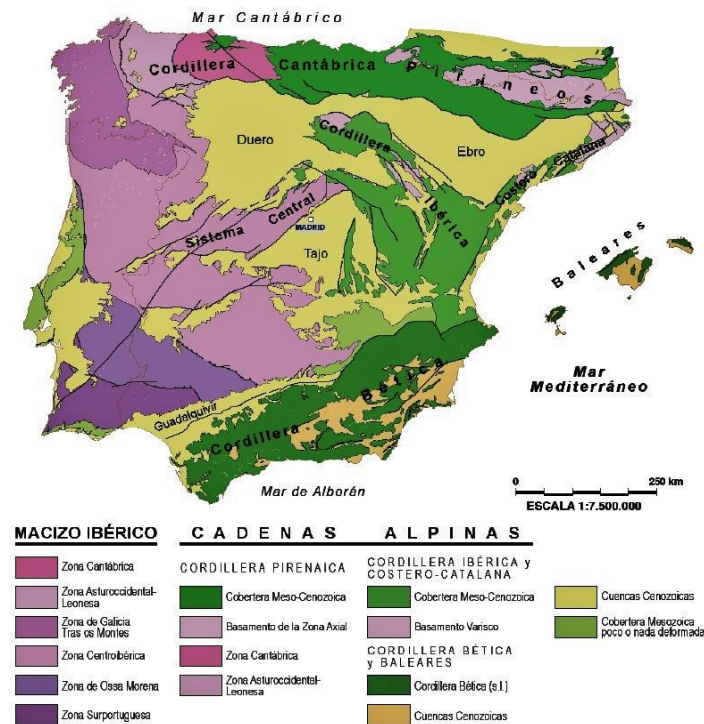 Mar Cantábrico
Cordillera Cantábrica
Pirineos
Duero
Cordillera Ibérica
Ebro
Costero Catalana
Sistema Central
MADRID
Tajo
Baleares
Mar
Mediterráneo
Guadalquivir
Cordillera Bética
Mar de Alborán
0 250 km
ESCALA 1:7.500.000
MACIZO IBÉRICO
Zona Cantábrica
Zona Asturoccidental-
Leonesa
Zona de Galicia
Tras os Montes
Zona Centroibérica
Zona de Ossa Morena
Zona Surportuguesa
CADENAS ALPINAS
CORDILLERA PIRENAICA
Cobertera Meso-Cenozoica
Basamento de la Zona Axial
Zona Cantábrica
Zona Asturoccidental-
Leonesa
CORDILLERA IBÉRICA y
COSTERO-CATALANA
Cobertera Meso-Cenozoica
Basamento Varisco
CORDILLERA BÉTICA
y BALEARES
Cordillera Bética (s.l.)
Cuencas Cenozoicas
Cuencas Cenozoicas
Cobertera Mesozoica
poco o nada deformada